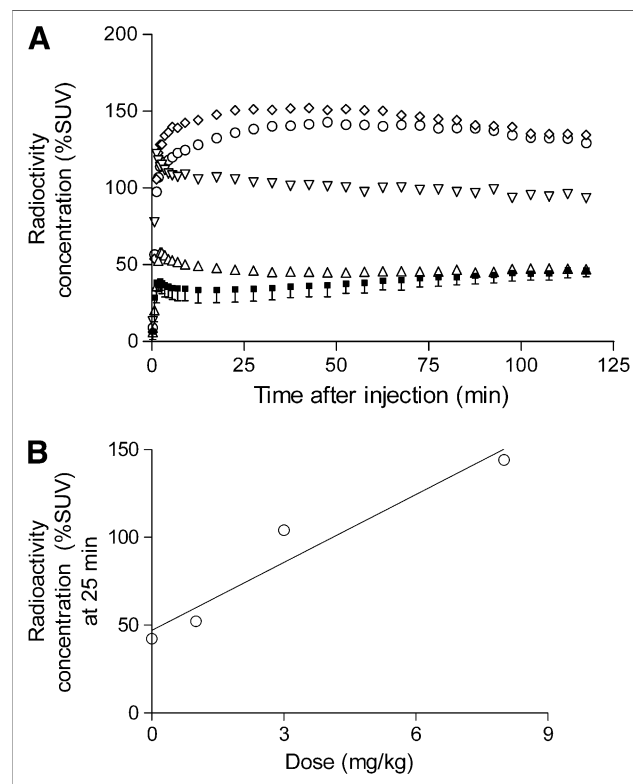 A
200
150
100
50
0
Radioctivity
concentration (%SUV)
0 25 50 75 100 125
Time after injection (min)
B
150
100
50
0
Radioactivity
concentration (%SUV)
at 25 min
0 3 6 9
Dose (mg/kg)